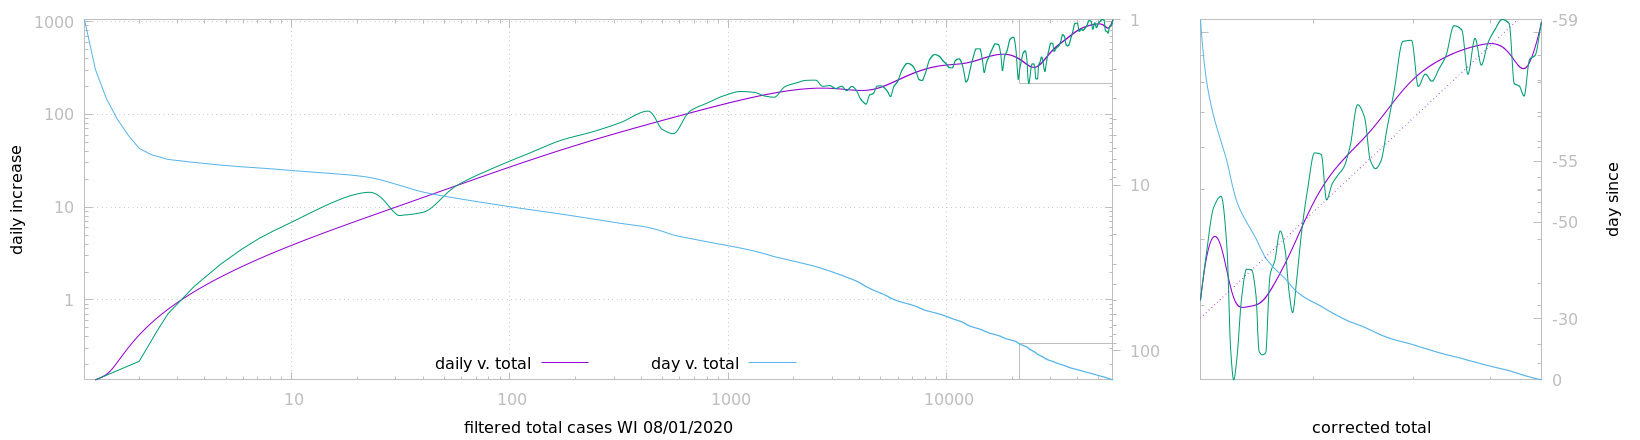 1000
100
10
1
daily increase
daily v. total
day v. total
10
100
1000
10000
filtered total cases WI 08/01/2020
1
10
100
-59
-55
-50
-30
0
day since
corrected total